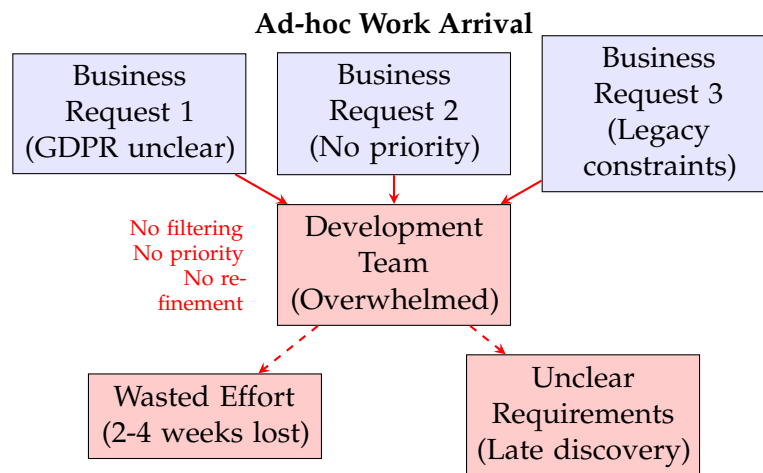 Ad-hoc Work Arrival
Business
Request 1
(GDPR unclear)
Business
Request 2
(No priority)
Business
Request 3
(Legacy
constraints)
No filtering
No priority
No re-
finement
Development
Team
(Overwhelmed)
Wasted Effort
(2-4 weeks lost)
Unclear
Requirements
(Late discovery)